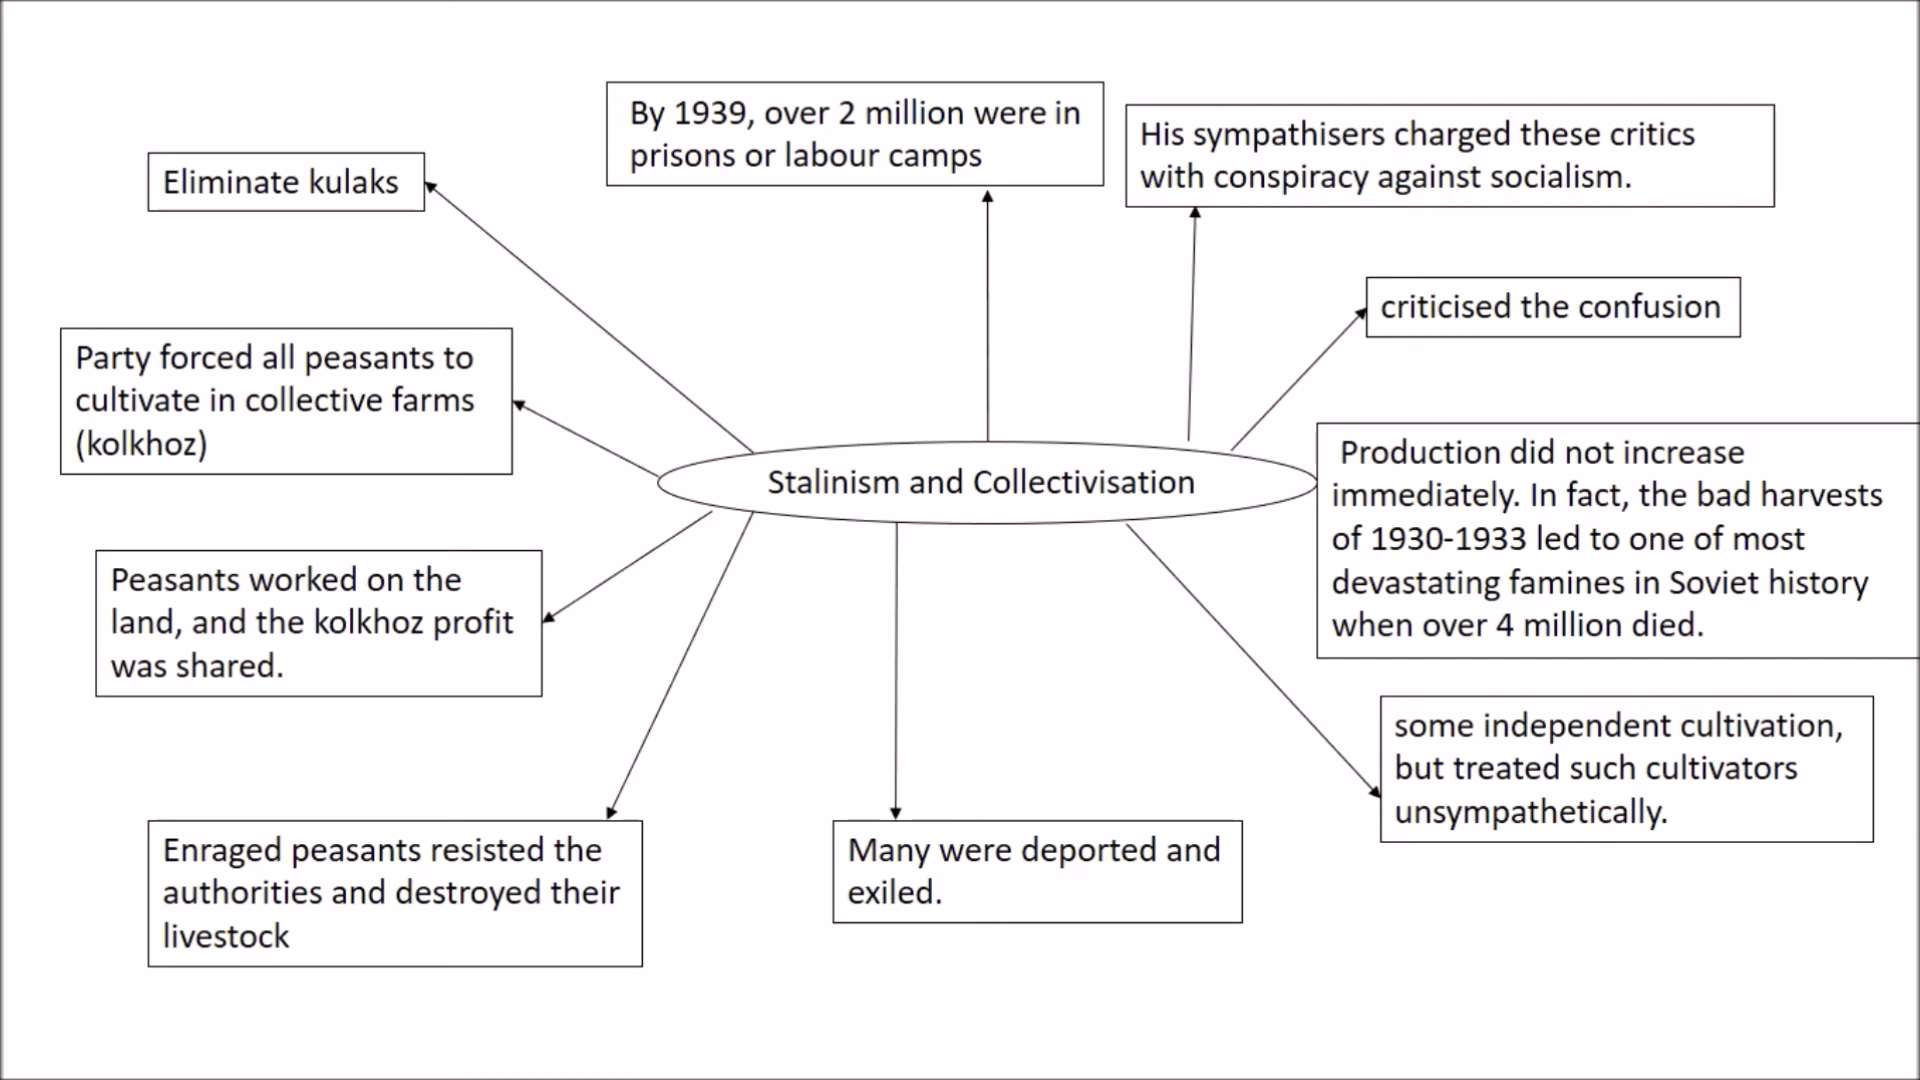 By 1939, over 2 million were in
prisons or labour camps
His sympathisers charged these critics
with conspiracy against socialism.
Eliminate kulaks
criticised the confusion
Party forced all peasants to
cultivate in collective farms
(kolkhoz)
Stalinism and Collectivisation
Production did not increase
immediately. In fact, the bad harvests
of 1930-1933 led to one of most
devastating famines in Soviet history
when over 4 million died.
Peasants worked on the
land, and the kolkhoz profit
was shared.
some independent cultivation,
but treated such cultivators
unsympathetically.
Enraged peasants resisted the
authorities and destroyed their
livestock
Many were deported and
exiled.